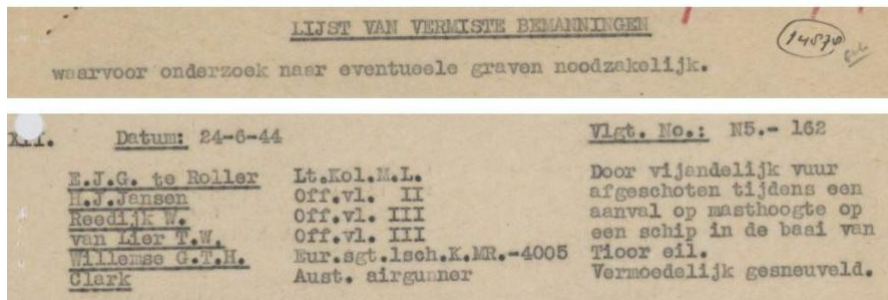 LIJST VAN VERMISTE BEMANNINGEN
14578
waarvoor onderzoek naar eventueele graven noodzakelijk.
XII. Datum: 24-6-44 Vlgt. No.: N5.- 162
E.J.G. te Roller Lt.Kol.M.L. Door vijandelijk vuur
H.J.Jansen Off.vl. II afgeschoten tijdens een
Reedijk W. Off.vl. III aanval op masthoogte op
van Lier T.W. Off.vl. III een schip in de baai van
Willemse G.T.H. Eur.sgt.lsch.K.MR.-4005 Tioor eil.
Clark Aust. airgunner Vermoedelijk gesneuveld.